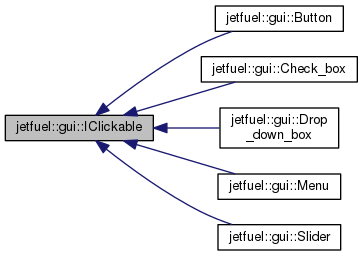 jetfuel::gui::Button
jetfuel::gui::Check_box
jetfuel::gui::IClickable
jetfuel::gui::Drop
_down_box
jetfuel::gui::Menu
jetfuel::gui::Slider